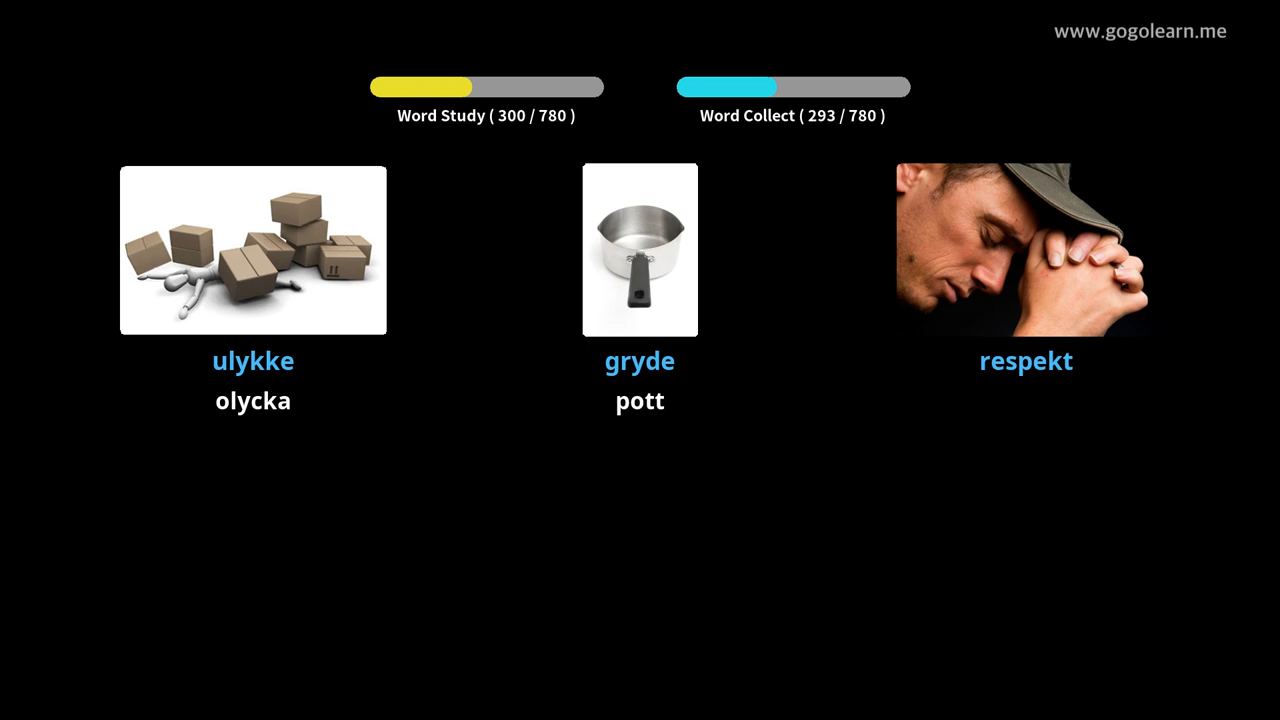 www.gogolearn.me
Word Study ( 300 / 780 )
Word Collect ( 293 / 780 )
ulykke
gryde
respekt
olycka
pott